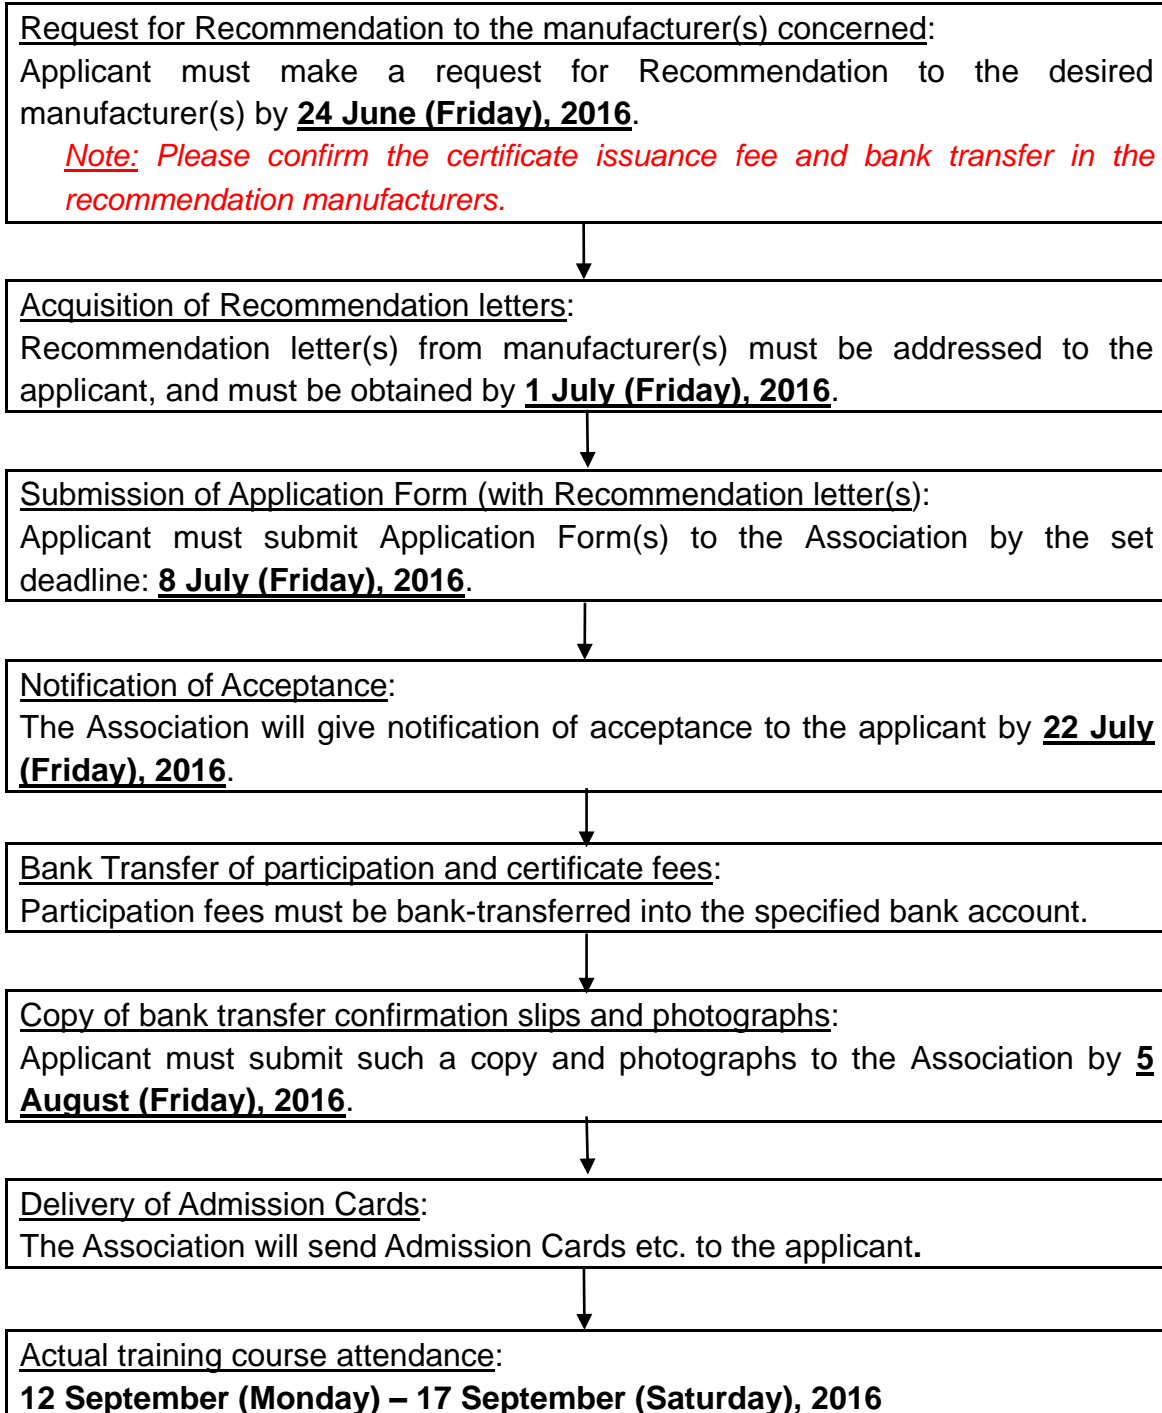 Request for Recommendation to the manufacturer(s) concerned:
Applicant must make a request for Recommendation to the desired
manufacturer(s) by 24 June (Friday), 2016.
Note: Please confirm the certificate issuance fee and bank transfer in the
recommendation manufacturers.
Acquisition of Recommendation letters:
Recommendation letter(s) from manufacturer(s) must be addressed to the
applicant, and must be obtained by 1 July (Friday), 2016.
Submission of Application Form (with Recommendation letter(s):
Applicant must submit Application Form(s) to the Association by the set
deadline: 8 July (Friday), 2016.
Notification of Acceptance:
The Association will give notification of acceptance to the applicant by 22 July
(Friday), 2016.
Bank Transfer of participation and certificate fees:
Participation fees must be bank-transferred into the specified bank account.
Copy of bank transfer confirmation slips and photographs:
Applicant must submit such a copy and photographs to the Association by 5
August (Friday), 2016.
Delivery of Admission Cards:
The Association will send Admission Cards etc. to the applicant.
Actual training course attendance:
12 September (Monday) – 17 September (Saturday), 2016